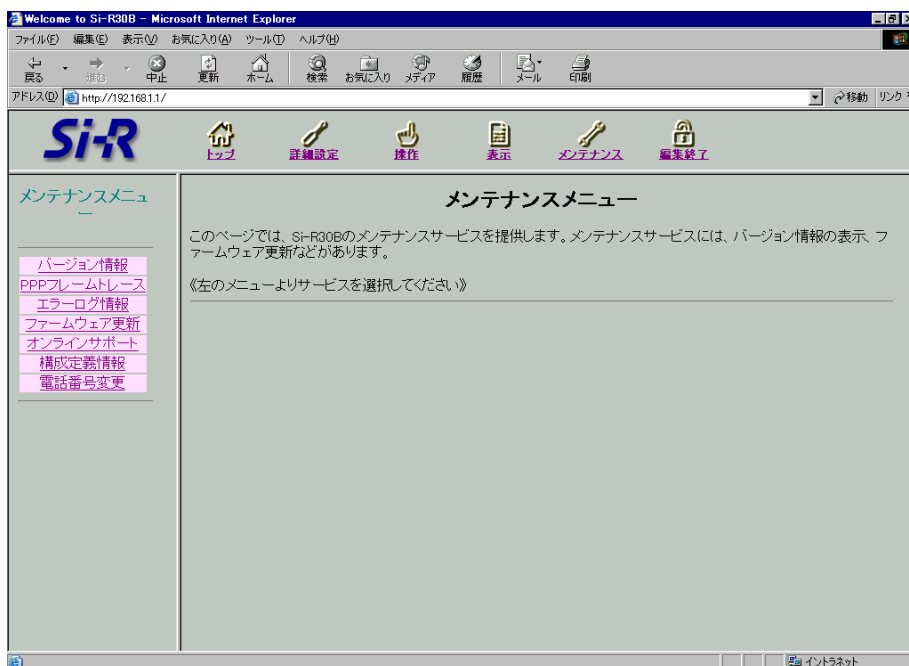 Welcome to Si-R30B - Microsoft Internet Explorer
ファイル(F) 編集(E) 表示(V) お気に入り(A) ツール(T) ヘルプ(H)
戻る 進む 中止 更新 ホーム 検索 お気に入り メディア 履歴 メール 印刷
アドレス(D) http://192.168.1.1/ 移動 リンク
Si-R トップ 詳細設定 操作 表示 メンテナンス 編集終了
メンテナンスメニュ
ー
バージョン情報
PPPフレームトレース
エラーログ情報
ファームウェア更新
オンラインサポート
構成定義情報
電話番号変更
メンテナンスメニュー
このページでは、Si-R30Bのメンテナンスサービスを提供します。メンテナンスサービスには、バージョン情報の表示、フ
ァームウェア更新などがあります。
《左のメニューよりサービスを選択してください》
イントラネット